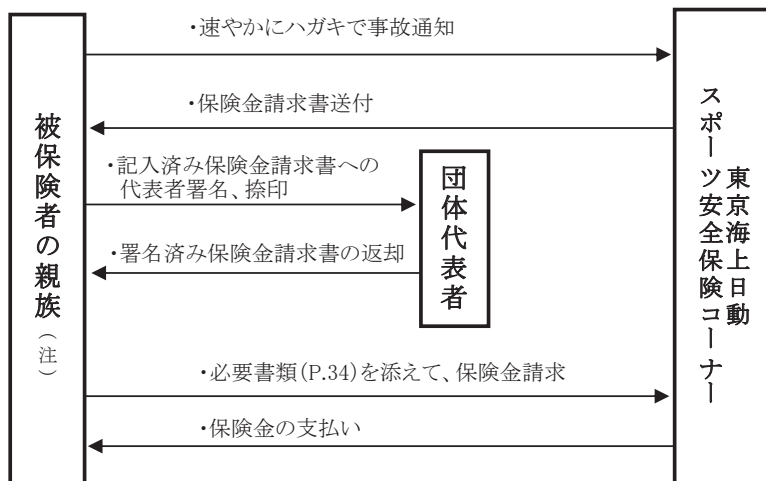 ・速やかにハガキで事故通知
・保険金請求書送付
・記入済み保険金請求書への
代表者署名、捺印
・署名済み保険金請求書の返却
・必要書類(P.34)を添えて、保険金請求
・保険金の支払い
被保険者の親族(注)
団体代表者
東京海上日動
スポーツ安全保険コーナー